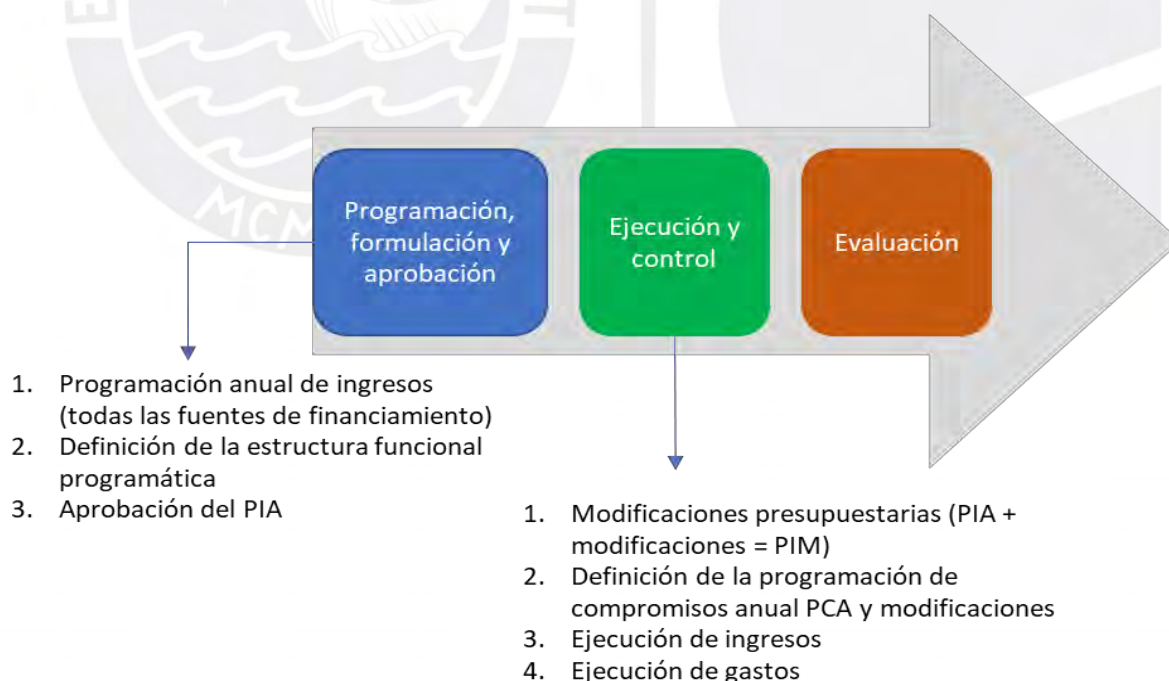 Programación,
formulación y
aprobación
Ejecución y
control
Evaluación
1. Programación anual de ingresos
(todas las fuentes de financiamiento)
2. Definición de la estructura funcional
programática
3. Aprobación del PIA
1. Modificaciones presupuestarias (PIA +
modificaciones = PIM)
2. Definición de la programación de
compromisos anual PCA y modificaciones
3. Ejecución de ingresos
4. Ejecución de gastos